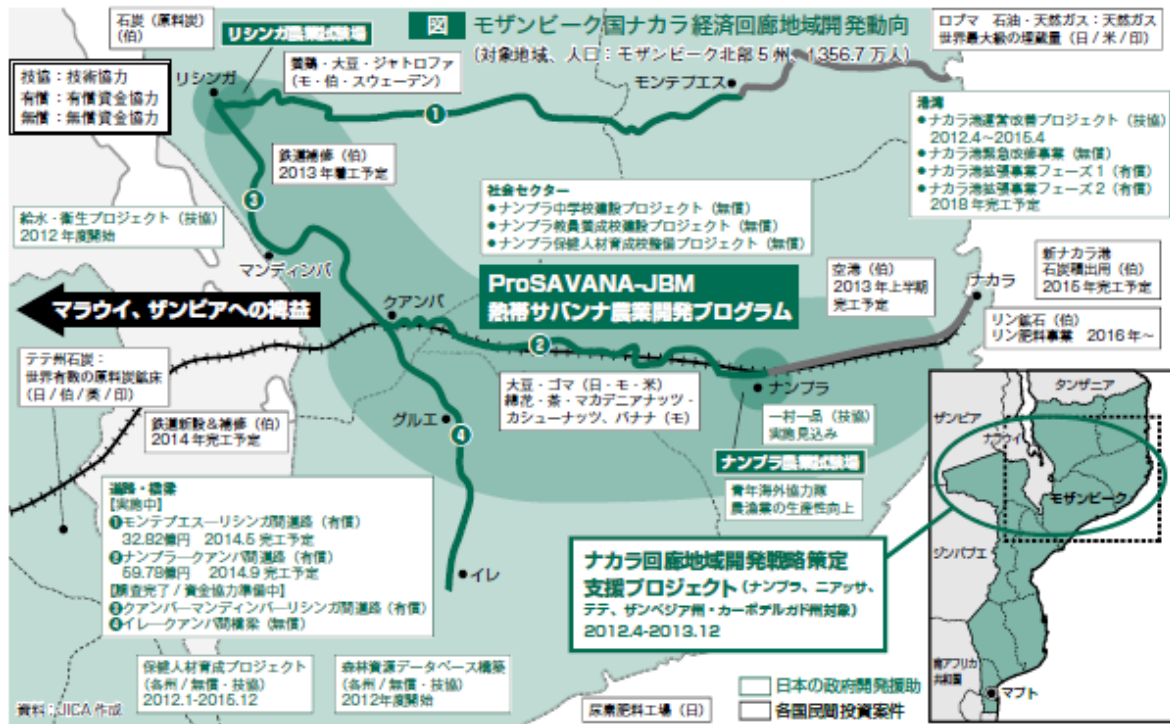 図 モザンビーク国ナカラ経済回廊地域開発動向
(対象地域、人口：モザンビーク北部5州、1356.7万人)
石炭（原料炭）
（伯）
リシンガ農業試験場
ロブマ 石油・天然ガス：天然ガス
世界最大級の埋蔵量（日/米/印）
技協：技術協力
有償：有償資金協力
無償：無償資金協力
リシンガ
養鶏・大豆・ジャトロファ
（モ・伯・スウェーデン）
モンテプエス
❶
港湾
●ナカラ港運営改善プロジェクト（技協）
2012.4～2015.4
●ナカラ港緊急改修事業（無償）
●ナカラ港拡張事業フェーズ1（有償）
●ナカラ港拡張事業フェーズ2（有償）
2018年完工予定
鉄道補修（伯）
2013年着工予定
❸
社会セクター
●ナンプラ中学校建設プロジェクト（無償）
●ナンプラ教員養成校建設プロジェクト（無償）
●ナンプラ保健人材育成校整備プロジェクト（無償）
給水・衛生プロジェクト（技協）
2012年度開始
マンディンバ
マラウイ、ザンビアへの裨益
クアンバ
ProSAVANA-JBM
熱帯サバンナ農業開発プログラム
空港（伯）
2013年上半期
完工予定
ナカラ
新ナカラ港
石炭積出用（伯）
2015年完工予定
リン鉱石（伯）
リン肥料事業 2016年～
❷
テテ州石炭：
世界有数の原料炭鉱床
（日/伯/英/印）
鉄道新設&補修（伯）
2014年完工予定
グルエ
❹
大豆・ゴマ（日・モ・米）
綿花・茶・マカデニアナッツ・
カシューナッツ、バナナ（モ）
ナンプラ
一村一品（技協）
実施見込み
ナンプラ農業試験場
青年海外協力隊
農漁業の生産性向上
道路・橋梁
【実施中】
❶モンテプエス―リシンガ間道路（有償）
32.82億円 2014.5完工予定
❷ナンプラ―クアンバ間道路（有償）
59.78億円 2014.9完工予定
【調査完了/資金協力準備中】
❸クアンバ―マンディンバ―リシンガ間道路（有償）
❹イレ―クアンバ間橋梁（無償）
イレ
ナカラ回廊地域開発戦略策定
支援プロジェクト（ナンプラ、ニアッサ、
テテ、ザンベジア州・カーボデルガド州対象）
2012.4-2013.12
保健人材育成プロジェクト
（各州/無償・技協）
2012.1-2015.12
森林資源データベース構築
（各州/無償・技協）
2012年度開始
尿素肥料工場（日）
日本の政府開発援助
各国民間投資案件
資料：JICA作成
タンザニア
ザンビア
マラウイ
モザンビーク
ジンバブエ
南アフリカ
共和国
マプト